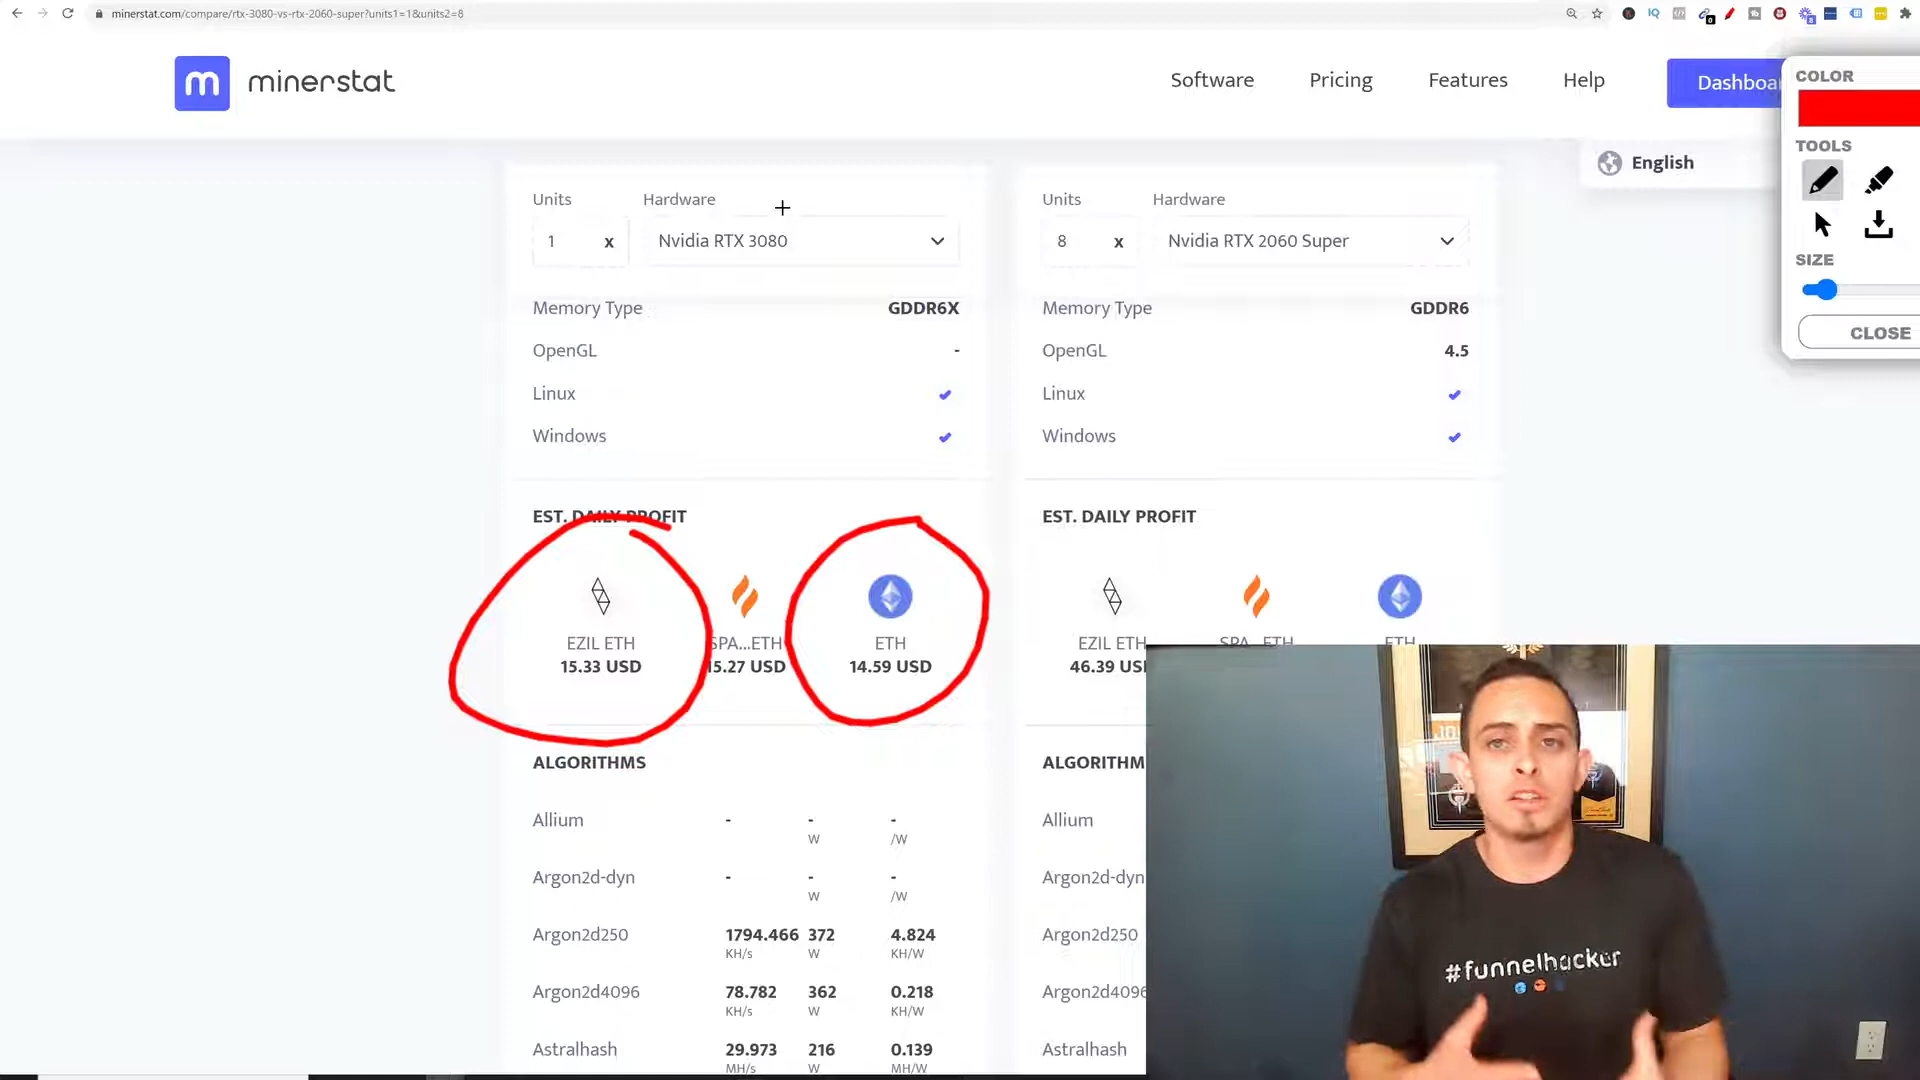 minerstat.com/compare/rtx-3080-vs-rtx-2060-super?units1=1&units2=8
m minerstat
Software Pricing Features Help Dashboa
COLOR
TOOLS
SIZE
CLOSE
English
Units Hardware
1 x Nvidia RTX 3080
Memory Type GDDR6X
OpenGL -
Linux
Windows
EST. DAILY PROFIT
EZIL ETH SPA...ETH ETH
15.33 USD 15.27 USD 14.59 USD
ALGORITHMS
Allium - - -
W /W
Argon2d-dyn - - -
W /W
Argon2d250 1794.466 372 4.824
KH/s W KH/W
Argon2d4096 78.782 362 0.218
KH/s W KH/W
Astralhash 29.973 216 0.139
MH/s W MH/W
Units Hardware
8 x Nvidia RTX 2060 Super
Memory Type GDDR6
OpenGL 4.5
Linux
Windows
EST. DAILY PROFIT
EZIL ETH SPA...ETH ETH
46.39 USD
ALGORITHM
Allium
Argon2d-dyn
Argon2d250
Argon2d4096
Astralhash
#funnelhacker